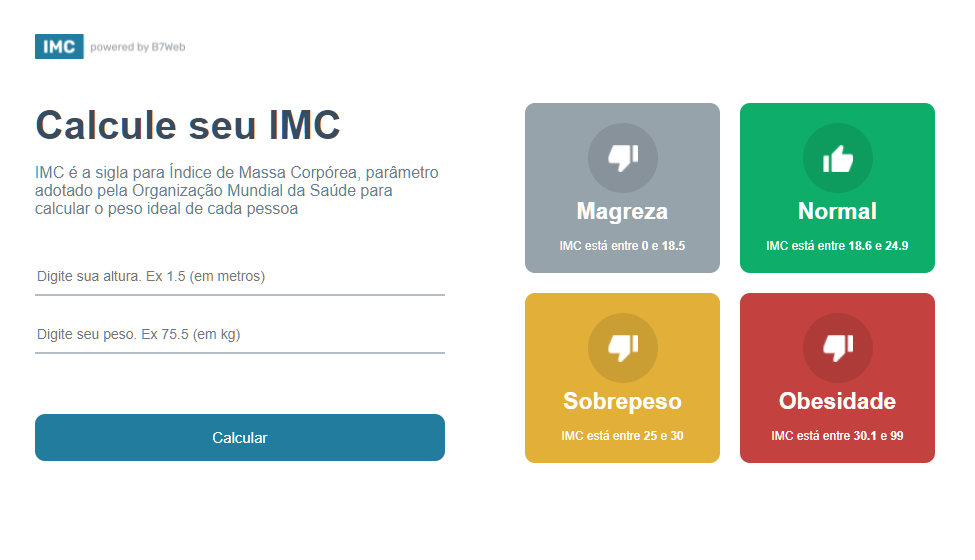 IMC powered by B7Web
Calcule seu IMC
IMC é a sigla para Índice de Massa Corpórea, parâmetro
adotado pela Organização Mundial da Saúde para
calcular o peso ideal de cada pessoa
Digite sua altura. Ex 1.5 (em metros)
Digite seu peso. Ex 75.5 (em kg)
Calcular
Magreza
IMC está entre 0 e 18.5
Normal
IMC está entre 18.6 e 24.9
Sobrepeso
IMC está entre 25 e 30
Obesidade
IMC está entre 30.1 e 99